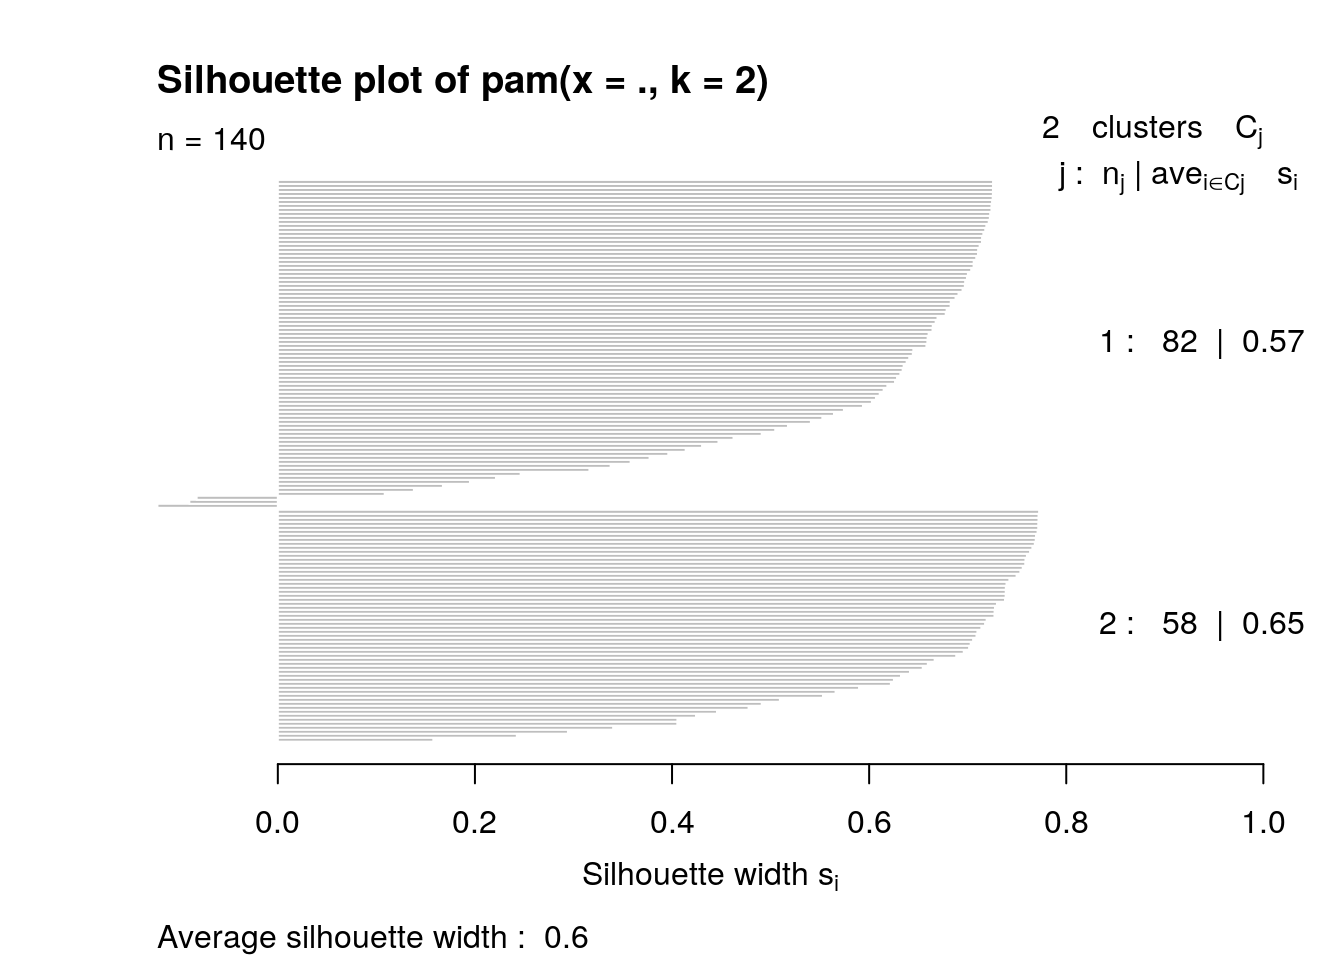 Silhouette plot of pam(x = ., k = 2)
n = 140
2 clusters Cj
j : nj | avei∈Cj si
1 : 82 | 0.57
2 : 58 | 0.65
0.0 0.2 0.4 0.6 0.8 1.0
Silhouette width si
Average silhouette width : 0.6